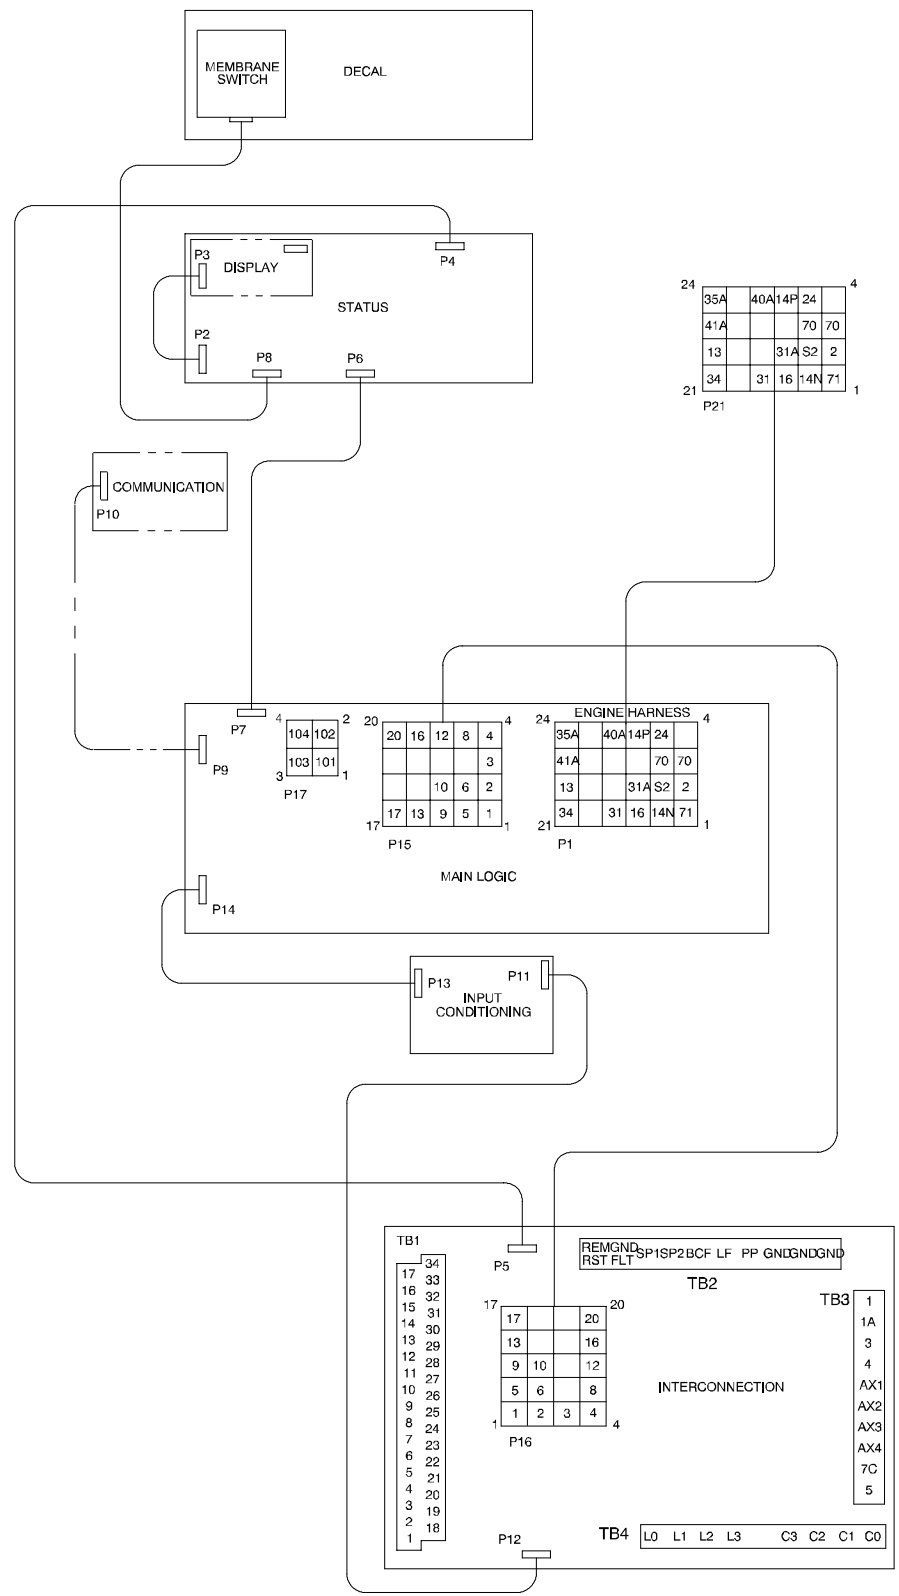 MEMBRANE
SWITCH
DECAL
P3
DISPLAY
P4
STATUS
P2
P8
P6
24
4
35A 40A 14P 24
41A 70 70
13 31A S2 2
34 31 16 14N 71
21
1
P21
COMMUNICATION
P10
P7
P9
4
2
104 102
103 101
3
1
P17
20
4
20 16 12 8 4
3
10 6 2
17 13 9 5 1
17
1
P15
ENGINE HARNESS
24
4
35A 40A 14P 24
41A 70 70
13 31A S2 2
34 31 16 14N 71
21
1
P1
MAIN LOGIC
P14
P13
P11
INPUT
CONDITIONING
TB1
17
16
15
14
13
12
11
10
9
8
7
6
5
4
3
2
1
34
33
32
31
30
29
28
27
26
25
24
23
22
21
20
19
18
P5
REM GND
RST FLT SP1 SP2 BCF LF PP GND GND GND
TB2
17
20
17 20
13 16
9 10 12
5 6 8
1 2 3 4
1
4
P16
INTERCONNECTION
TB3
1
1A
3
4
AX1
AX2
AX3
AX4
7C
5
P12
TB4
L0 L1 L2 L3 C3 C2 C1 C0